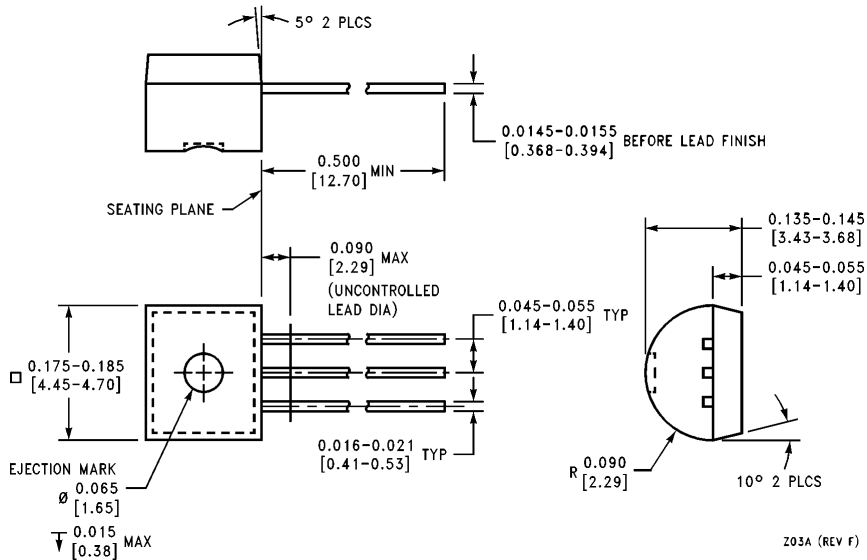 5° 2 PLCS
0.0145-0.0155
[0.368-0.394] BEFORE LEAD FINISH
0.500
[12.70] MIN
SEATING PLANE
0.090
[2.29] MAX
(UNCONTROLLED
LEAD DIA)
0.045-0.055
[1.14-1.40] TYP
0.135-0.145
[3.43-3.68]
0.045-0.055
[1.14-1.40]
0.175-0.185
[4.45-4.70]
0.016-0.021
[0.41-0.53] TYP
EJECTION MARK
Ø 0.065
[1.65]
0.015
[0.38] MAX
R 0.090
[2.29]
10° 2 PLCS
Z03A (REV F)